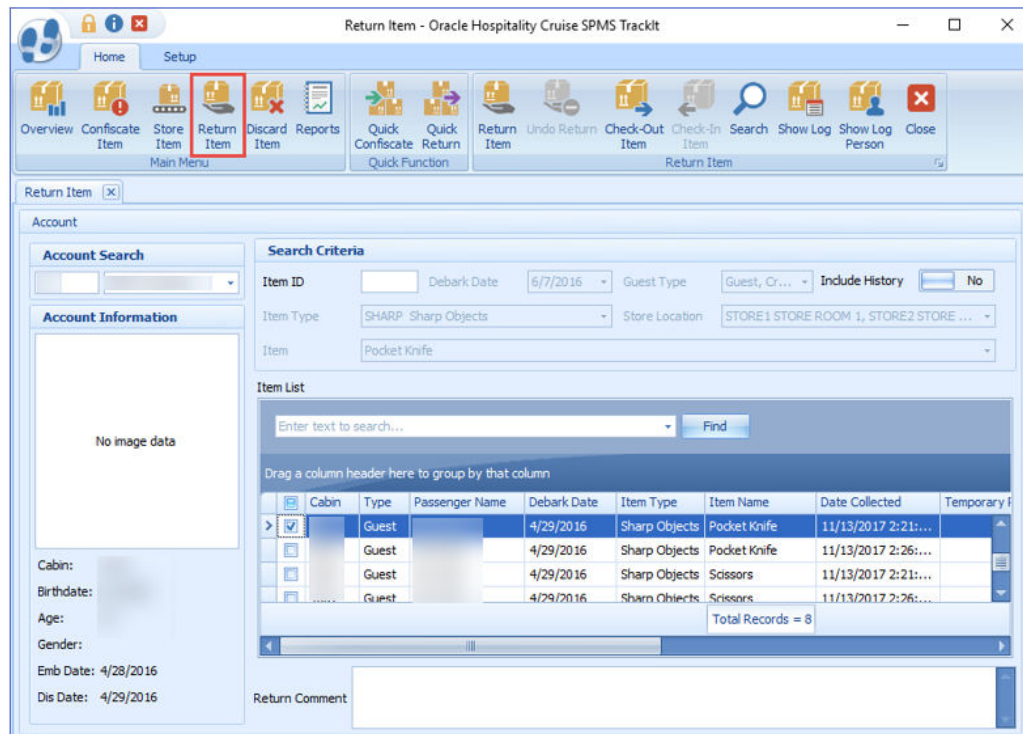 Return Item - Oracle Hospitality Cruise SPMS TrackIt
Home Setup
Overview Confiscate Item Store Item Return Item Discard Item Reports Quick Confiscate Quick Return Return Item Undo Return Check-Out Item Check-In Item Search Show Log Show Log Person Close
Main Menu Quick Function Return Item
Return Item
Account
Account Search
Search Criteria
Item ID Debark Date 6/7/2016 Guest Type Guest, Cr... Include History No
Account Information
Item Type SHARP Sharp Objects Store Location STORE1 STORE ROOM 1, STORE2 STORE ...
Item Pocket Knife
Item List
Enter text to search... Find
No image data
Drag a column header here to group by that column
Cabin Type Passenger Name Debark Date Item Type Item Name Date Collected Temporary
Guest 4/29/2016 Sharp Objects Pocket Knife 11/13/2017 2:21:...
Guest 4/29/2016 Sharp Objects Pocket Knife 11/13/2017 2:26:...
Guest 4/29/2016 Sharp Objects Scissors 11/13/2017 2:21:...
Guest 4/29/2016 Sharp Objects Scissors 11/13/2017 2:26:...
Total Records = 8
Cabin:
Birthdate:
Age:
Gender:
Emb Date: 4/28/2016
Dis Date: 4/29/2016
Return Comment